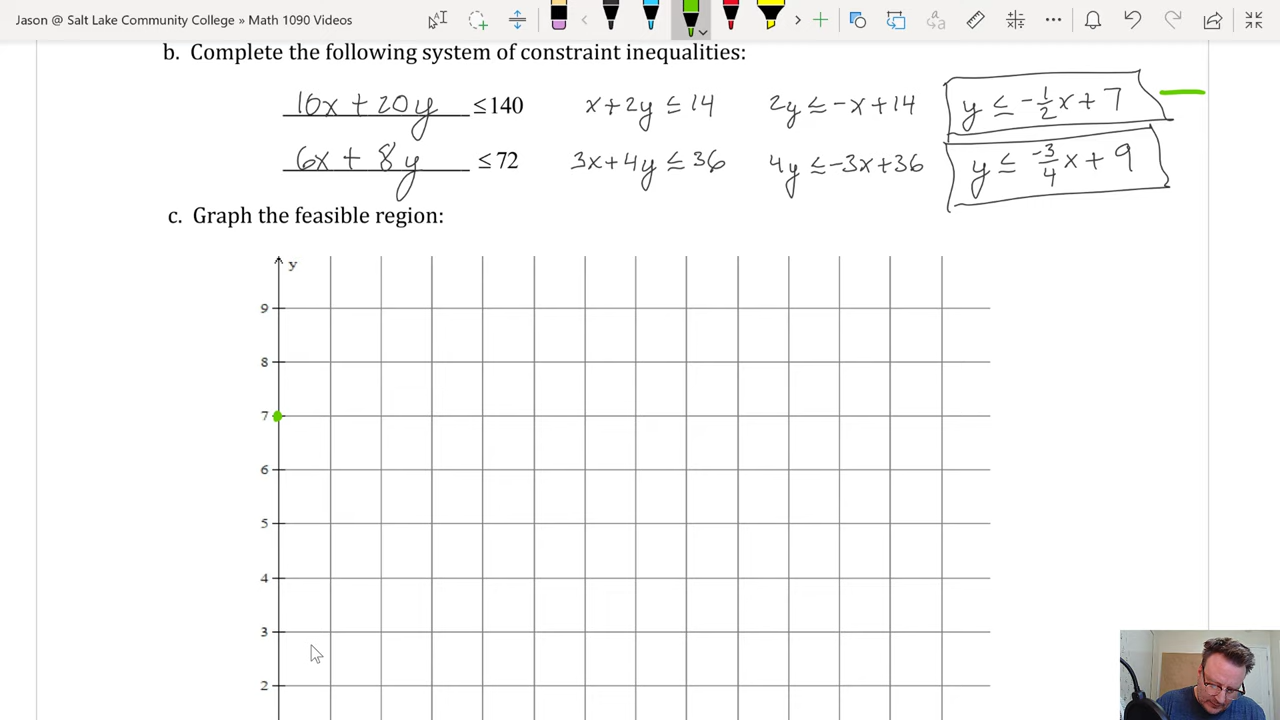 Jason @ Salt Lake Community College » Math 1090 Videos
b. Complete the following system of constraint inequalities:
10x + 20y ≤140 x+2y ≤ 14 2y ≤ -x+14 y ≤ -1/2x + 7
6x + 8y ≤ 72 3x+4y ≤ 36 4y ≤ -3x+36 y ≤ -3/4x + 9
c. Graph the feasible region:
y
9
8
7
6
5
4
3
2